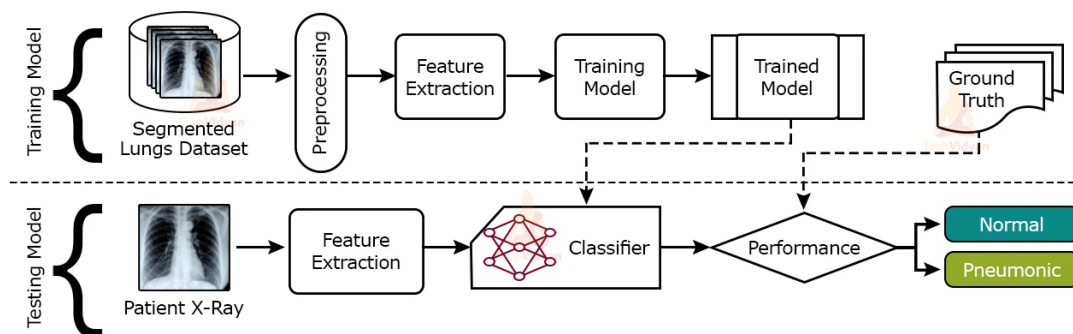 Training Model
Segmented
Lungs Dataset
Preprocessing
Feature
Extraction
Training
Model
Trained
Model
Ground
Truth
Testing Model
Patient X-Ray
Feature
Extraction
Classifier
Performance
Normal
Pneumonic